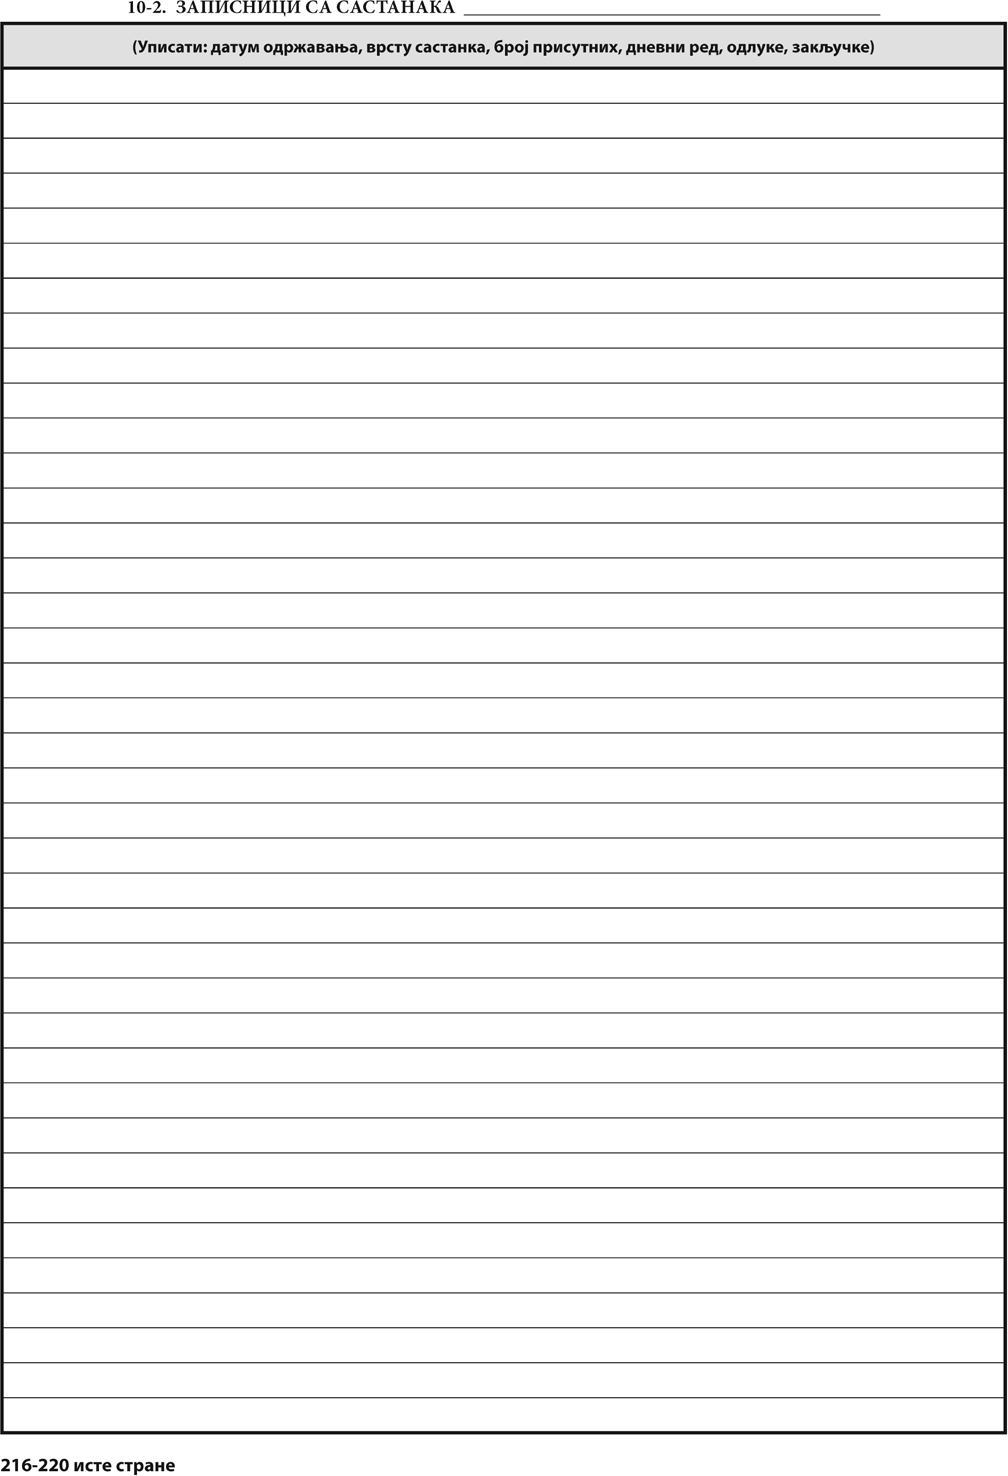 10-2. ЗАПИСНИЦИ СА САСТАНАКА
(Уписати: датум одржавања, врсту састанка, број присутних, дневни ред, одлуке, закључке)
216-220 исте стране